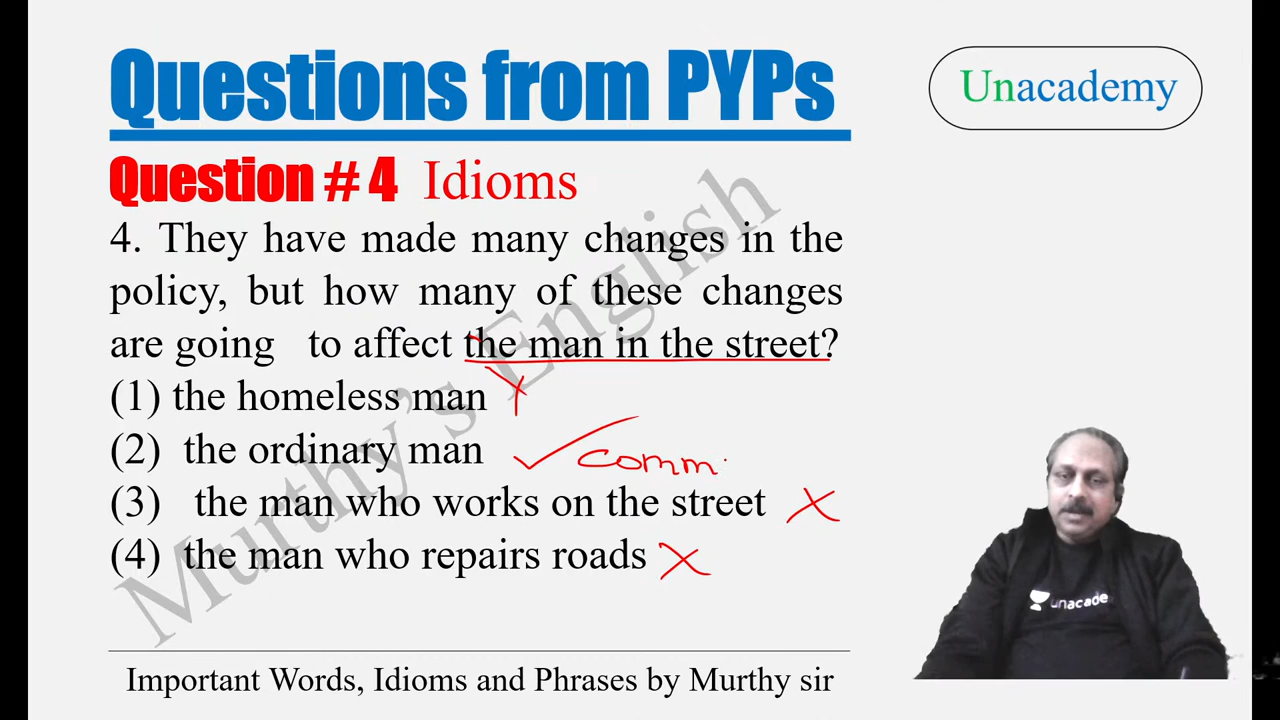 Questions from PYPs
Unacademy
Question # 4 Idioms
4. They have made many changes in the
policy, but how many of these changes
are going to affect the man in the street?
(1) the homeless man
(2) the ordinary man
comm.
(3) the man who works on the street
(4) the man who repairs roads
Murthy's English
unacade
Important Words, Idioms and Phrases by Murthy sir